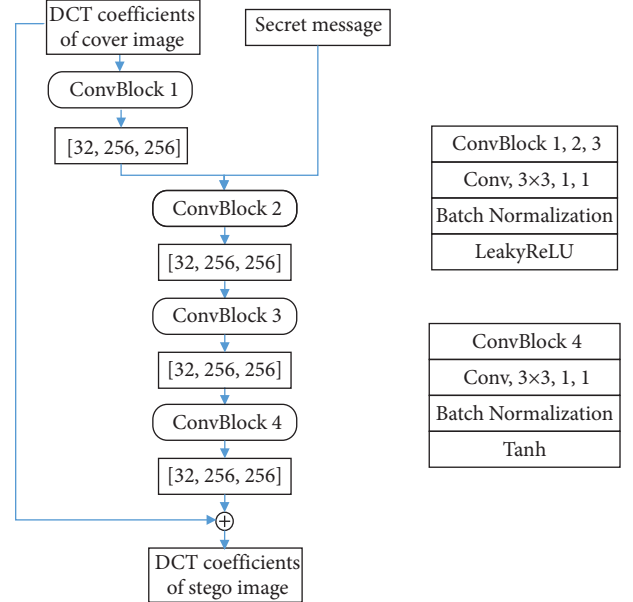 DCT coefficients
of cover image
Secret message
ConvBlock 1
[32, 256, 256]
ConvBlock 2
[32, 256, 256]
ConvBlock 3
[32, 256, 256]
ConvBlock 4
[32, 256, 256]
DCT coefficients
of stego image
ConvBlock 1, 2, 3
Conv, 3×3, 1, 1
Batch Normalization
LeakyReLU
ConvBlock 4
Conv, 3×3, 1, 1
Batch Normalization
Tanh